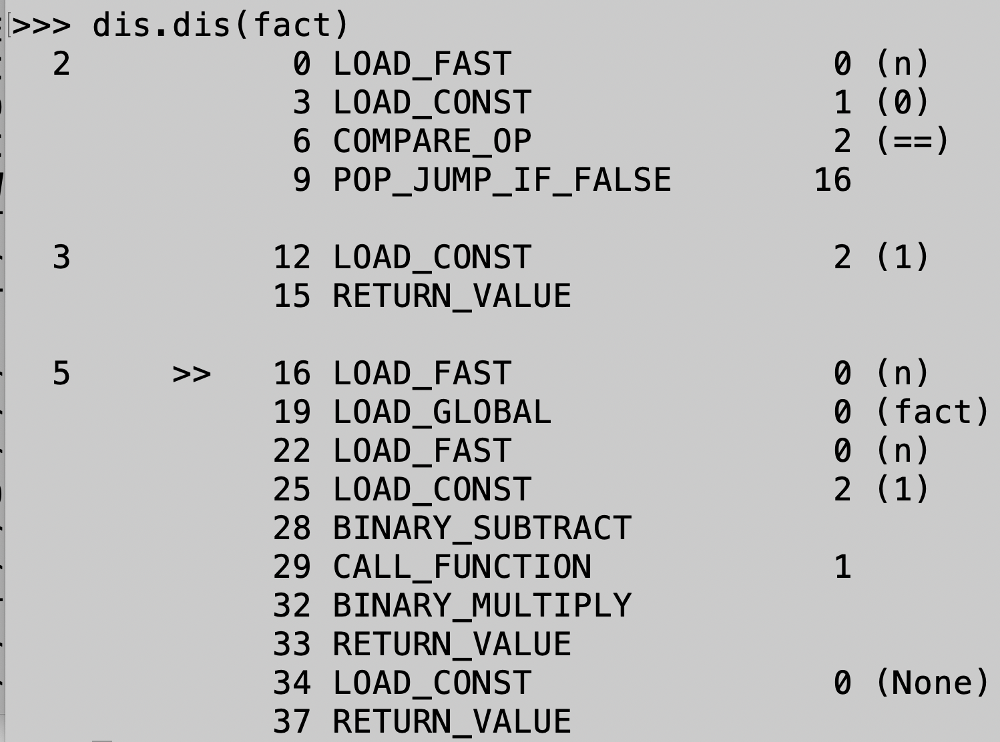 >>> dis.dis(fact)
2 0 LOAD_FAST 0 (n)
3 LOAD_CONST 1 (0)
6 COMPARE_OP 2 (==)
9 POP_JUMP_IF_FALSE 16
3 12 LOAD_CONST 2 (1)
15 RETURN_VALUE
5 >> 16 LOAD_FAST 0 (n)
19 LOAD_GLOBAL 0 (fact)
22 LOAD_FAST 0 (n)
25 LOAD_CONST 2 (1)
28 BINARY_SUBTRACT
29 CALL_FUNCTION 1
32 BINARY_MULTIPLY
33 RETURN_VALUE
34 LOAD_CONST 0 (None)
37 RETURN_VALUE